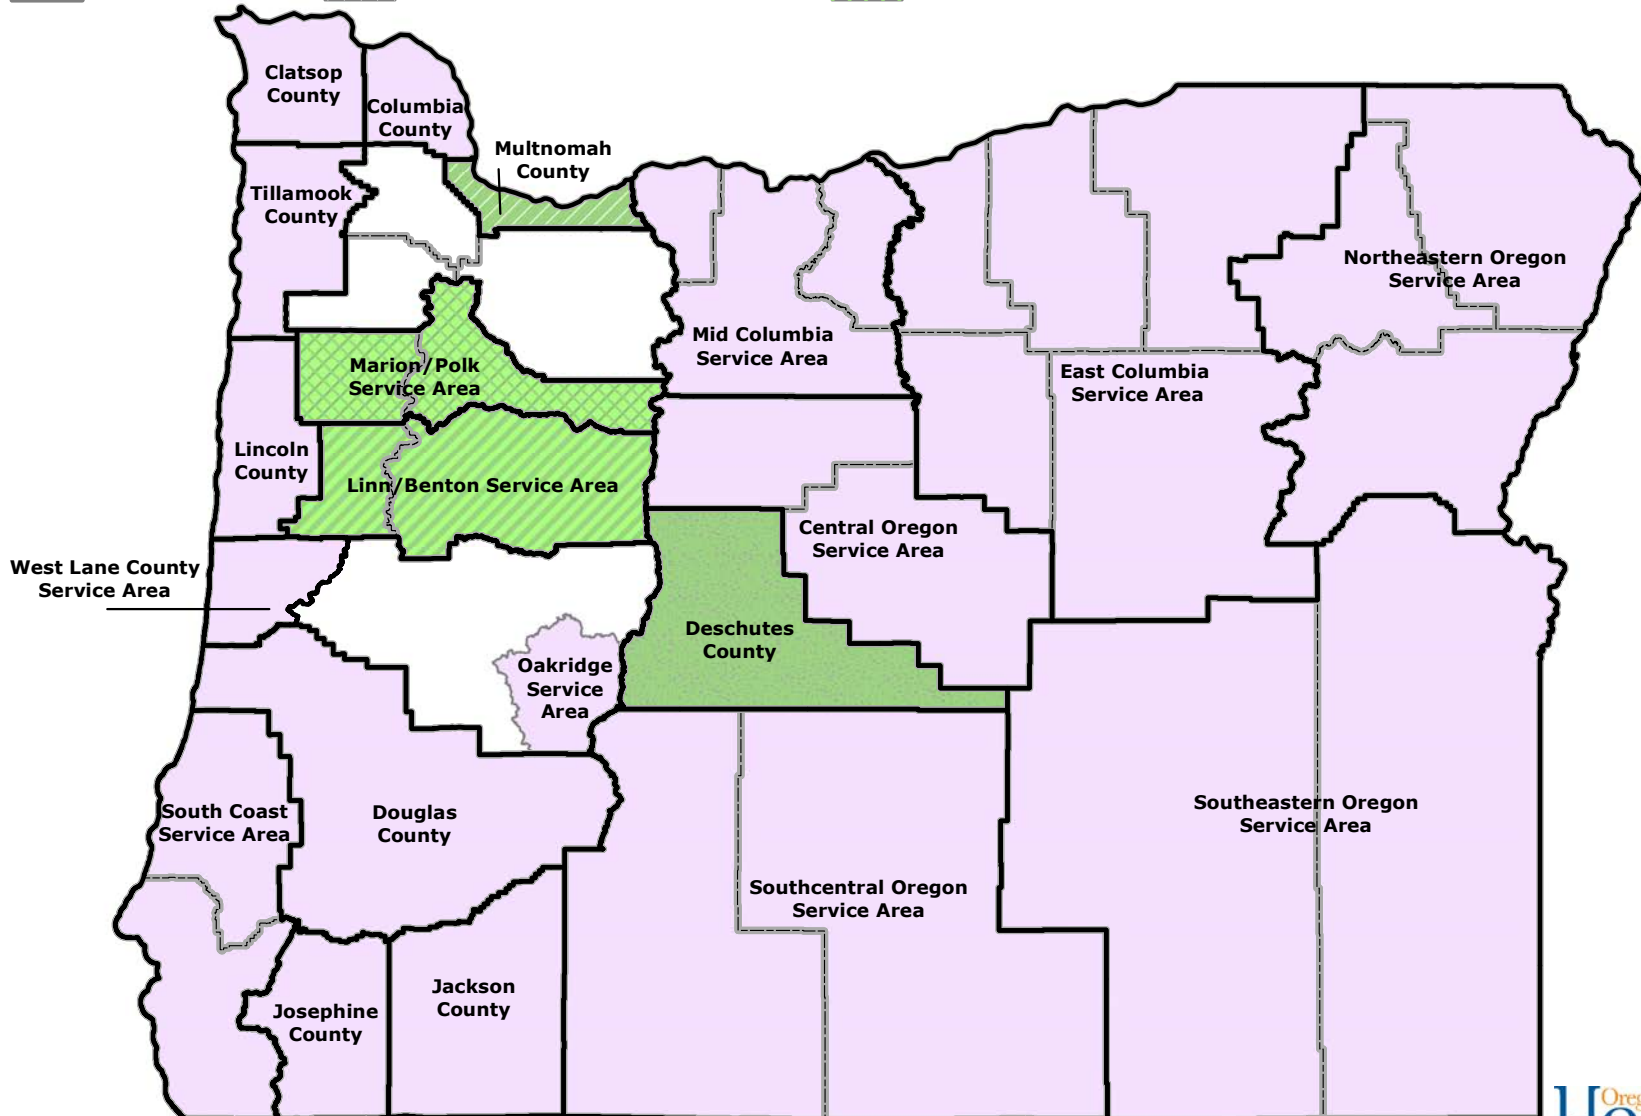 Clatsop
County
Columbia
County
Multnomah
County
Tillamook
County
Northeastern Oregon
Service Area
Mid Columbia
Service Area
Marion/Polk
Service Area
East Columbia
Service Area
Lincoln
County
Linn/Benton Service Area
Central Oregon
Service Area
West Lane County
Service Area
Deschutes
County
Oakridge
Service
Area
South Coast
Service Area
Douglas
County
Southeastern Oregon
Service Area
Southcentral Oregon
Service Area
Jackson
County
Josephine
County